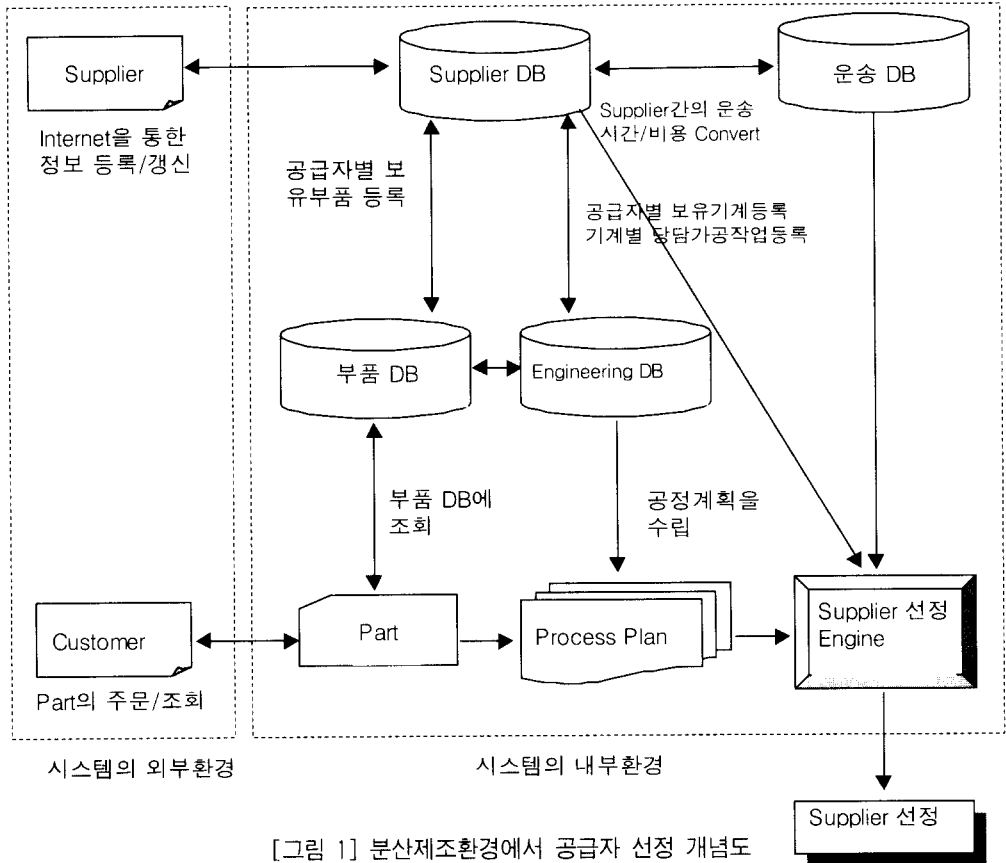 Supplier
Internet을 통한
정보 등록/갱신
Supplier DB
운송 DB
Supplier간의 운송
시간/비용 Convert
공급자별 보
유부품 등록
공급자별 보유기계등록
기계별 당담가공작업등록
부품 DB
Engineering DB
부품 DB에
조회
공정계획을
수립
Customer
Part의 주문/조회
Part
Process Plan
Supplier 선정
Engine
시스템의 외부환경
시스템의 내부환경
Supplier 선정
[그림 1] 분산제조환경에서 공급자 선정 개념도